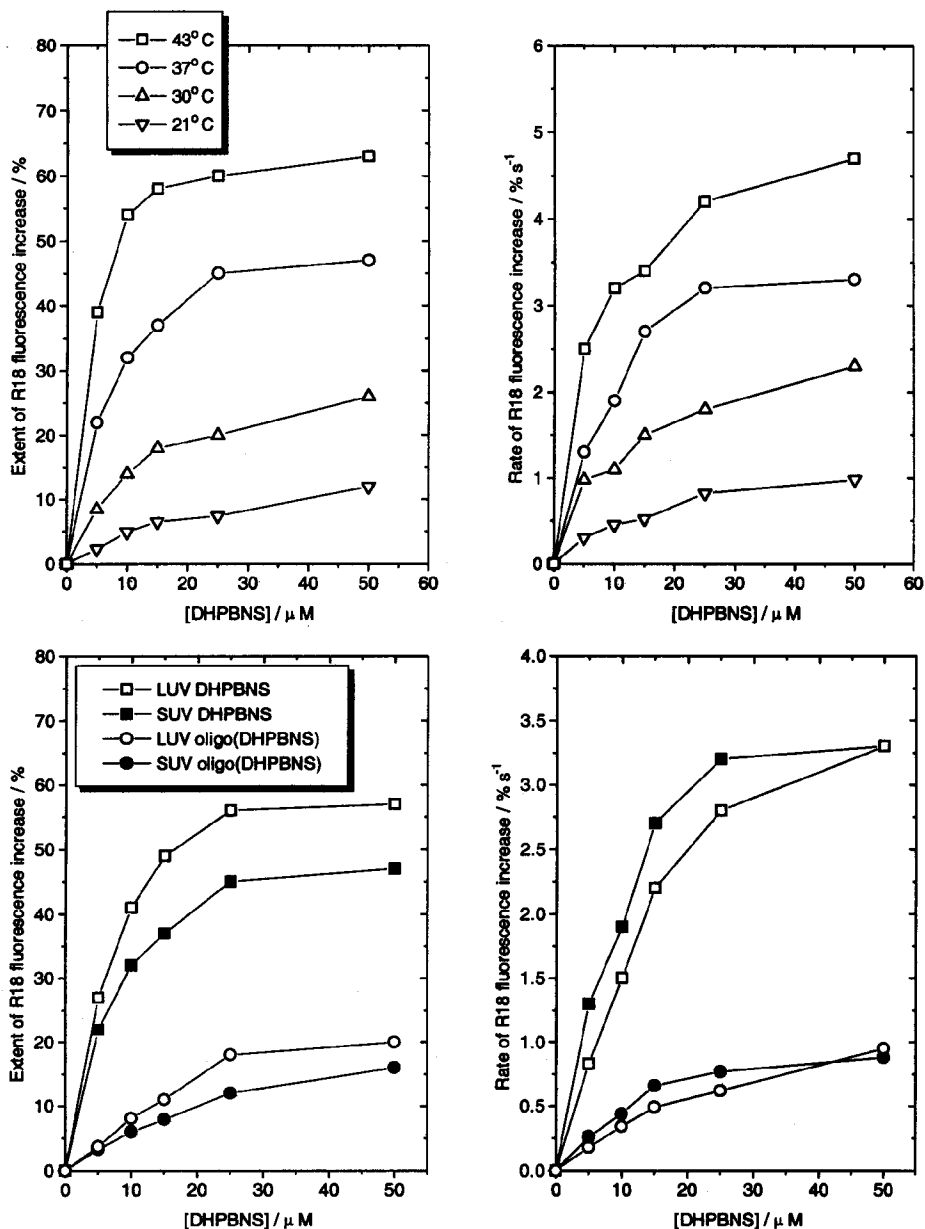 43° C
37° C
30° C
21° C
Extent of R18 fluorescence increase / %
80
70
60
50
40
30
20
10
0
0 10 20 30 40 50 60
[DHPBNS] / μ M
Rate of R18 fluorescence increase / % s⁻¹
6
5
4
3
2
1
0
0 10 20 30 40 50 60
[DHPBNS] / μ M
LUV DHPBNS
SUV DHPBNS
LUV oligo(DHPBNS)
SUV oligo(DHPBNS)
Extent of R18 fluorescence increase / %
80
70
60
50
40
30
20
10
0
0 10 20 30 40 50
[DHPBNS] / μ M
Rate of R18 fluorescence increase / % s⁻¹
4.0
3.5
3.0
2.5
2.0
1.5
1.0
0.5
0.0
0 10 20 30 40 50
[DHPBNS] / μ M